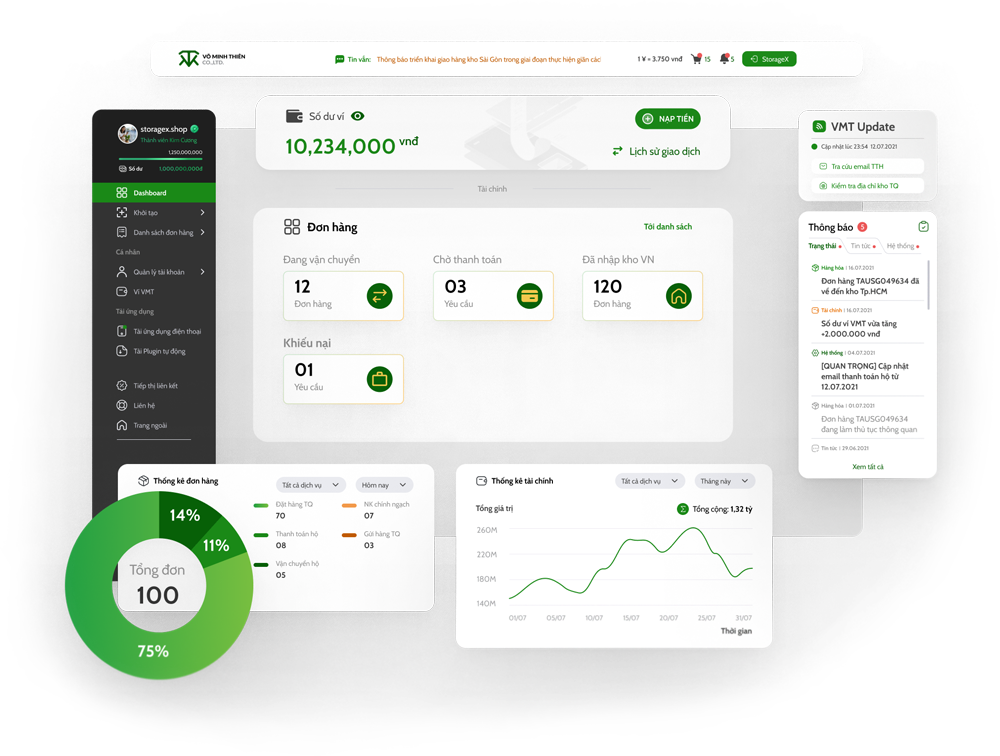 VÕ MINH THIÊN
CO.,LTD.
Tin vắn: Thông báo triển khai giao hàng kho Sài Gòn trong giai đoạn thực hiện giãn các
1 ¥ = 3.750 vnđ
15
5
StorageX
storagex.shop
Thành viên Kim Cương
1,250,000,000
Số dư 1,000,000,000đ
Dashboard
Khởi tạo
Danh sách đơn hàng
Cá nhân
Quản lý tài khoản
Ví VMT
Tải ứng dụng
Tải ứng dụng điện thoại
Tải Plugin tự động
Tiếp thị liên kết
Liên hệ
Trang ngoài
Số dư ví
10,234,000 vnđ
NẠP TIỀN
Lịch sử giao dịch
Tài chính
Đơn hàng
Tới danh sách
Đang vận chuyển
12
Đơn hàng
Chờ thanh toán
03
Yêu cầu
Đã nhập kho VN
120
Đơn hàng
Khiếu nại
01
Yêu cầu
VMT Update
Cập nhật lúc 23:54 12.07.2021
Tra cứu email TTH
Kiểm tra địa chỉ kho TQ
Thông báo 5
Trạng thái
Tin tức
Hệ thống
Hàng hóa | 16.07.2021
Đơn hàng TAUSG049634 đã
về đến kho Tp.HCM
Tài chính | 16.07.2021
Số dư ví VMT vừa tăng
+2.000.000 vnđ
Hệ thống | 04.07.2021
[QUAN TRỌNG] Cập nhật
email thanh toán hộ từ
12.07.2021
Hàng hóa | 01.07.2021
Đơn hàng TAUSG049634
đang làm thủ tục thông quan
Tin tức | 29.06.2021
Xem tất cả
Thống kê đơn hàng
Tất cả dịch vụ
Hôm nay
Đặt hàng TQ
70
NK chính ngạch
07
Thanh toán hộ
08
Gửi hàng TQ
03
Vận chuyển hộ
05
14%
11%
75%
Tổng đơn
100
Thống kê tài chính
Tất cả dịch vụ
Tháng này
Tổng giá trị
Tổng cộng: 1,32 tỷ
260M
220M
180M
140M
01/07
05/07
10/07
15/07
20/07
25/07
31/07
Thời gian